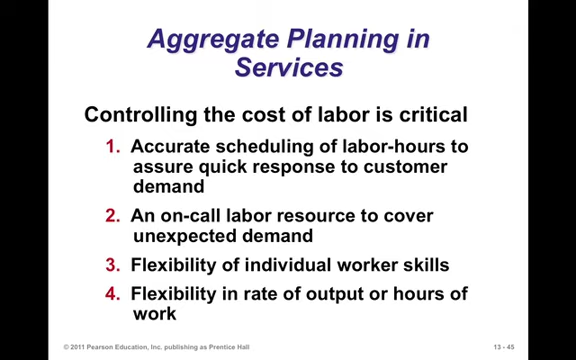 Aggregate Planning in
Services
Controlling the cost of labor is critical
1. Accurate scheduling of labor-hours to
assure quick response to customer
demand
2. An on-call labor resource to cover
unexpected demand
3. Flexibility of individual worker skills
4. Flexibility in rate of output or hours of
work
© 2011 Pearson Education, Inc. publishing as Prentice Hall
13 - 45